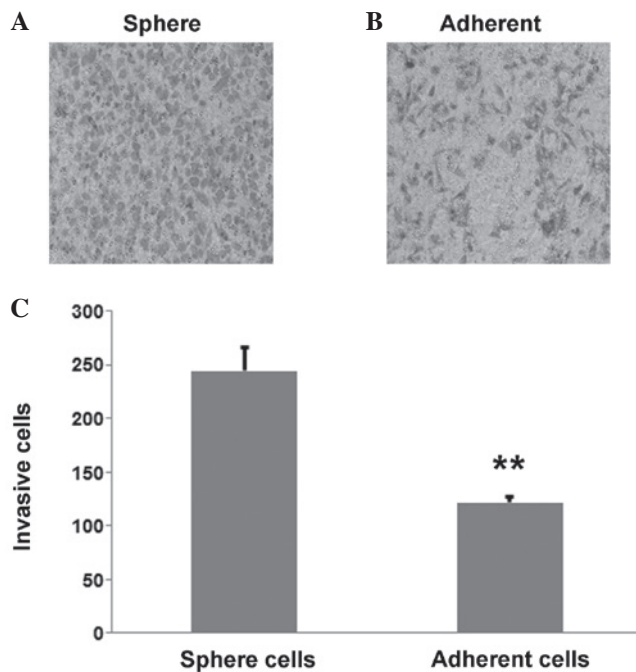 A Sphere
B Adherent
C
300
250
200
150
100
50
0
Invasive cells
**
Sphere cells
Adherent cells